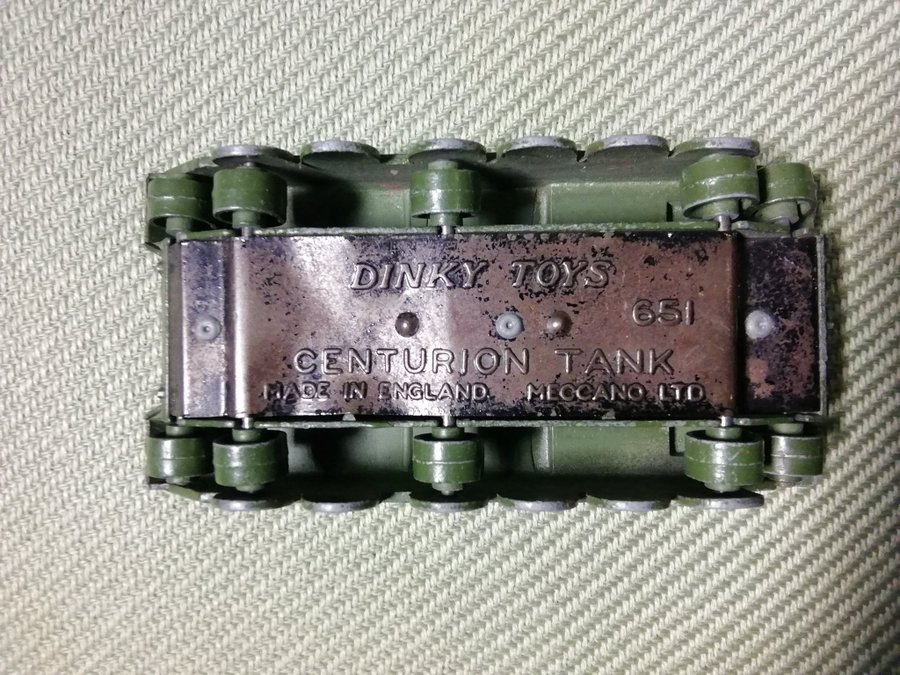 DINKY TOYS
651
CENTURION TANK
MADE IN ENGLAND MECCANO LTD